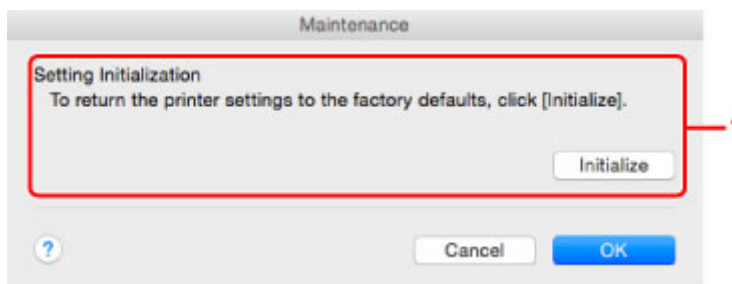 Maintenance
Setting Initialization
To return the printer settings to the factory defaults, click [Initialize].
Initialize
?
Cancel
OK